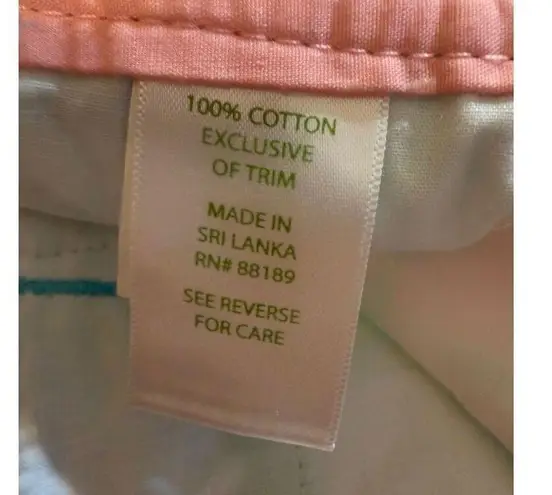 100% COTTON
EXCLUSIVE
OF TRIM
MADE IN
SRI LANKA
RN# 88189
SEE REVERSE
FOR CARE